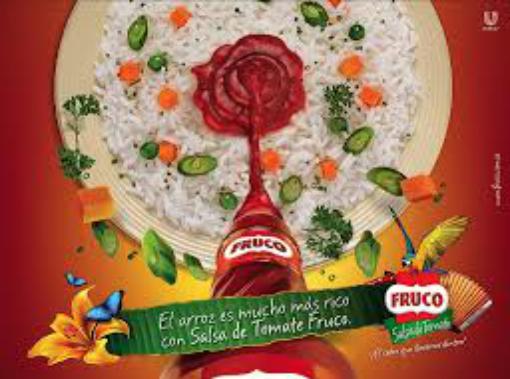 FRUCO
El arroz es mucho más rico
con Salsa de Tomate Fruco.
FRUCO
Salsa de Tomate